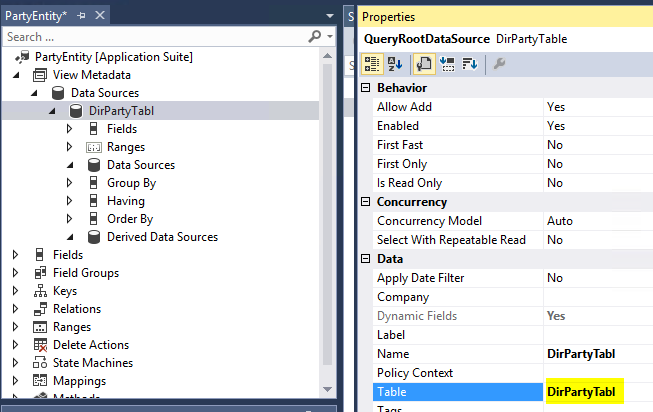 PartyEntity*
Search ...
PartyEntity [Application Suite]
View Metadata
Data Sources
DirPartyTabl
Fields
Ranges
Data Sources
Group By
Having
Order By
Derived Data Sources
Fields
Field Groups
Keys
Relations
Ranges
Delete Actions
State Machines
Mappings
Methods
S
S
Properties
QueryRootDataSource DirPartyTable
Behavior
Allow Add Yes
Enabled Yes
First Fast No
First Only No
Is Read Only No
Concurrency
Concurrency Model Auto
Select With Repeatable Read No
Data
Apply Date Filter No
Company
Dynamic Fields Yes
Label
Name DirPartyTabl
Policy Context
Table DirPartyTabl
Tags